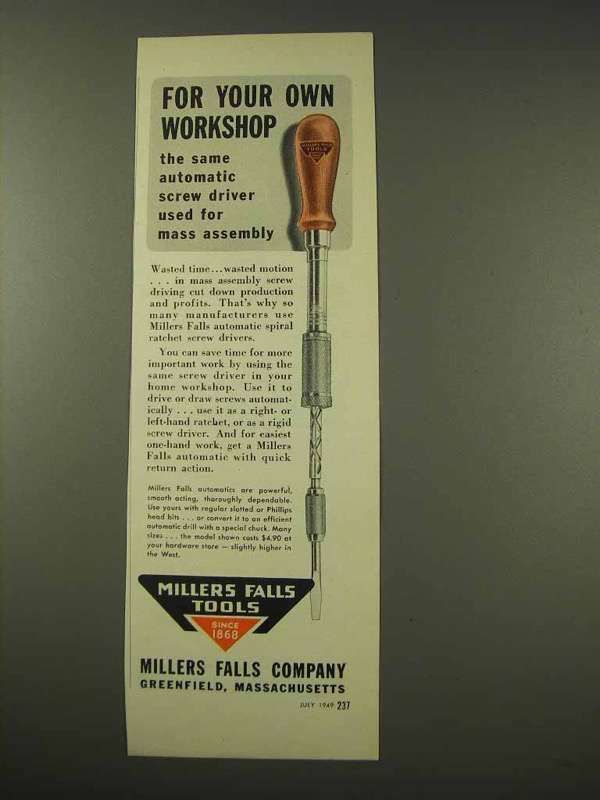 FOR YOUR OWN
WORKSHOP
the same
automatic
screw driver
used for
mass assembly
MILLERS FALLS
TOOLS
Wasted time...wasted motion
. . . in mass assembly screw
driving cut down production
and profits. That's why so
many manufacturers use
Millers Falls automatic spiral
ratchet screw drivers.
You can save time for more
important work by using the
same screw driver in your
home workshop. Use it to
drive or draw screws automat-
ically . . . use it as a right- or
left-hand ratchet, or as a rigid
screw driver. And for easiest
one-hand work, get a Millers
Falls automatic with quick
return action.
Millers Falls automatics are powerful,
smooth acting, thoroughly dependable.
Use yours with regular slotted or Phillips
head bits . . . or convert it to an efficient
automatic drill with a special chuck. Many
sizes . . . the model shown costs $4.90 at
your hardware store — slightly higher in
the West.
MILLERS FALLS
TOOLS
SINCE
1868
MILLERS FALLS COMPANY
GREENFIELD, MASSACHUSETTS
JULY 1949 237